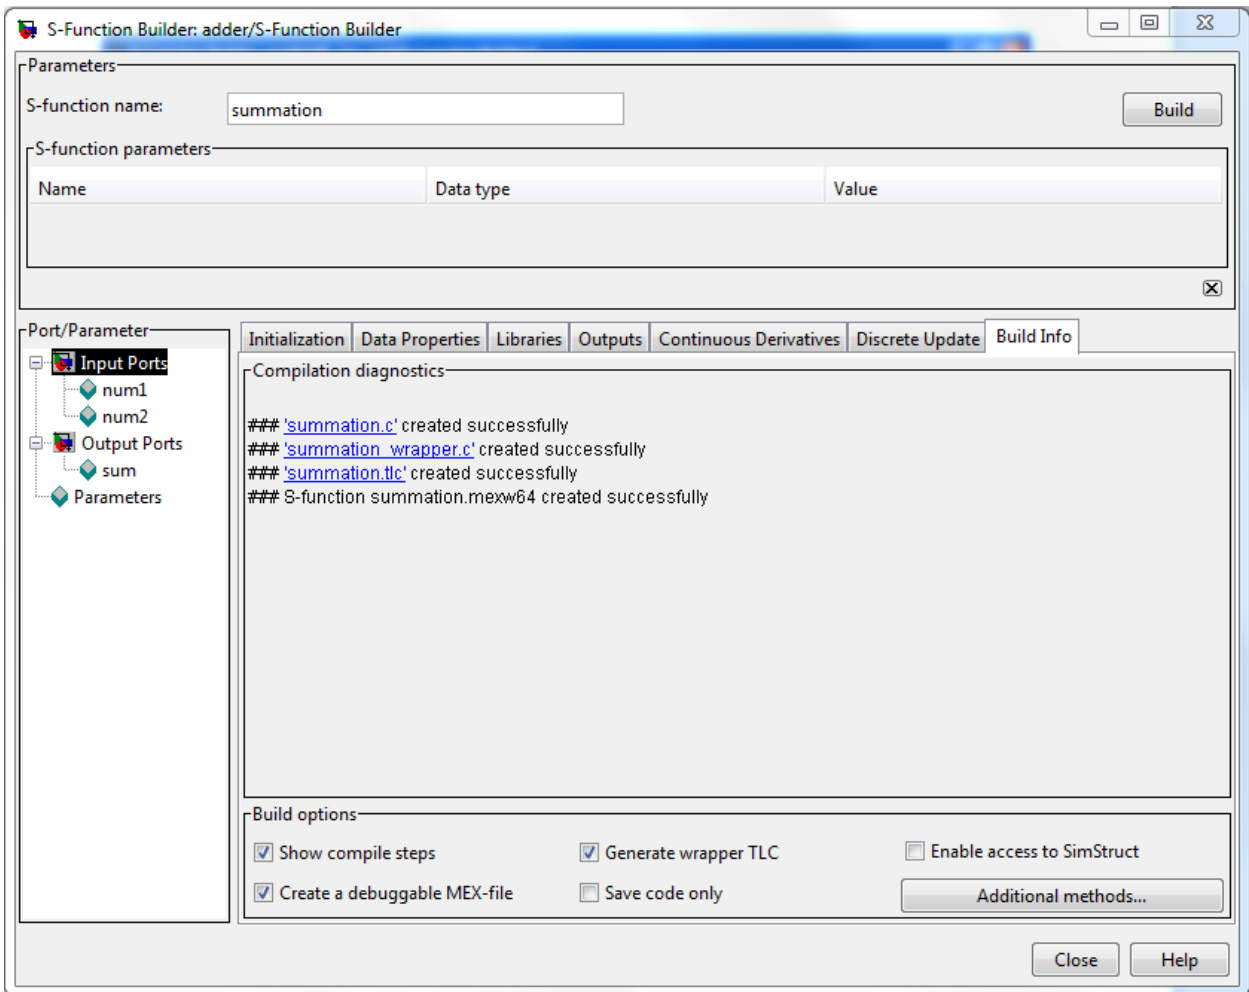 S-Function Builder: adder/S-Function Builder
Parameters
S-function name:
summation
Build
S-function parameters
Name Data type Value
Port/Parameter
Input Ports
num1
num2
Output Ports
sum
Parameters
Initialization Data Properties Libraries Outputs Continuous Derivatives Discrete Update Build Info
Compilation diagnostics
### 'summation.c' created successfully
### 'summation_wrapper.c' created successfully
### 'summation.tlc' created successfully
### S-function summation.mexw64 created successfully
Build options
Show compile steps Generate wrapper TLC Enable access to SimStruct
Create a debuggable MEX-file Save code only Additional methods...
Close Help